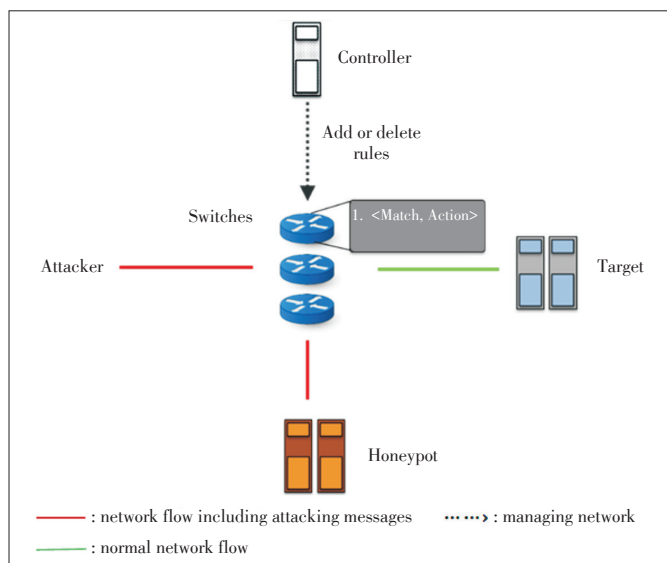 Controller
Add or delete
rules
Switches
1. <Match, Action>
Attacker
Target
Honeypot
: network flow including attacking messages
: managing network
: normal network flow